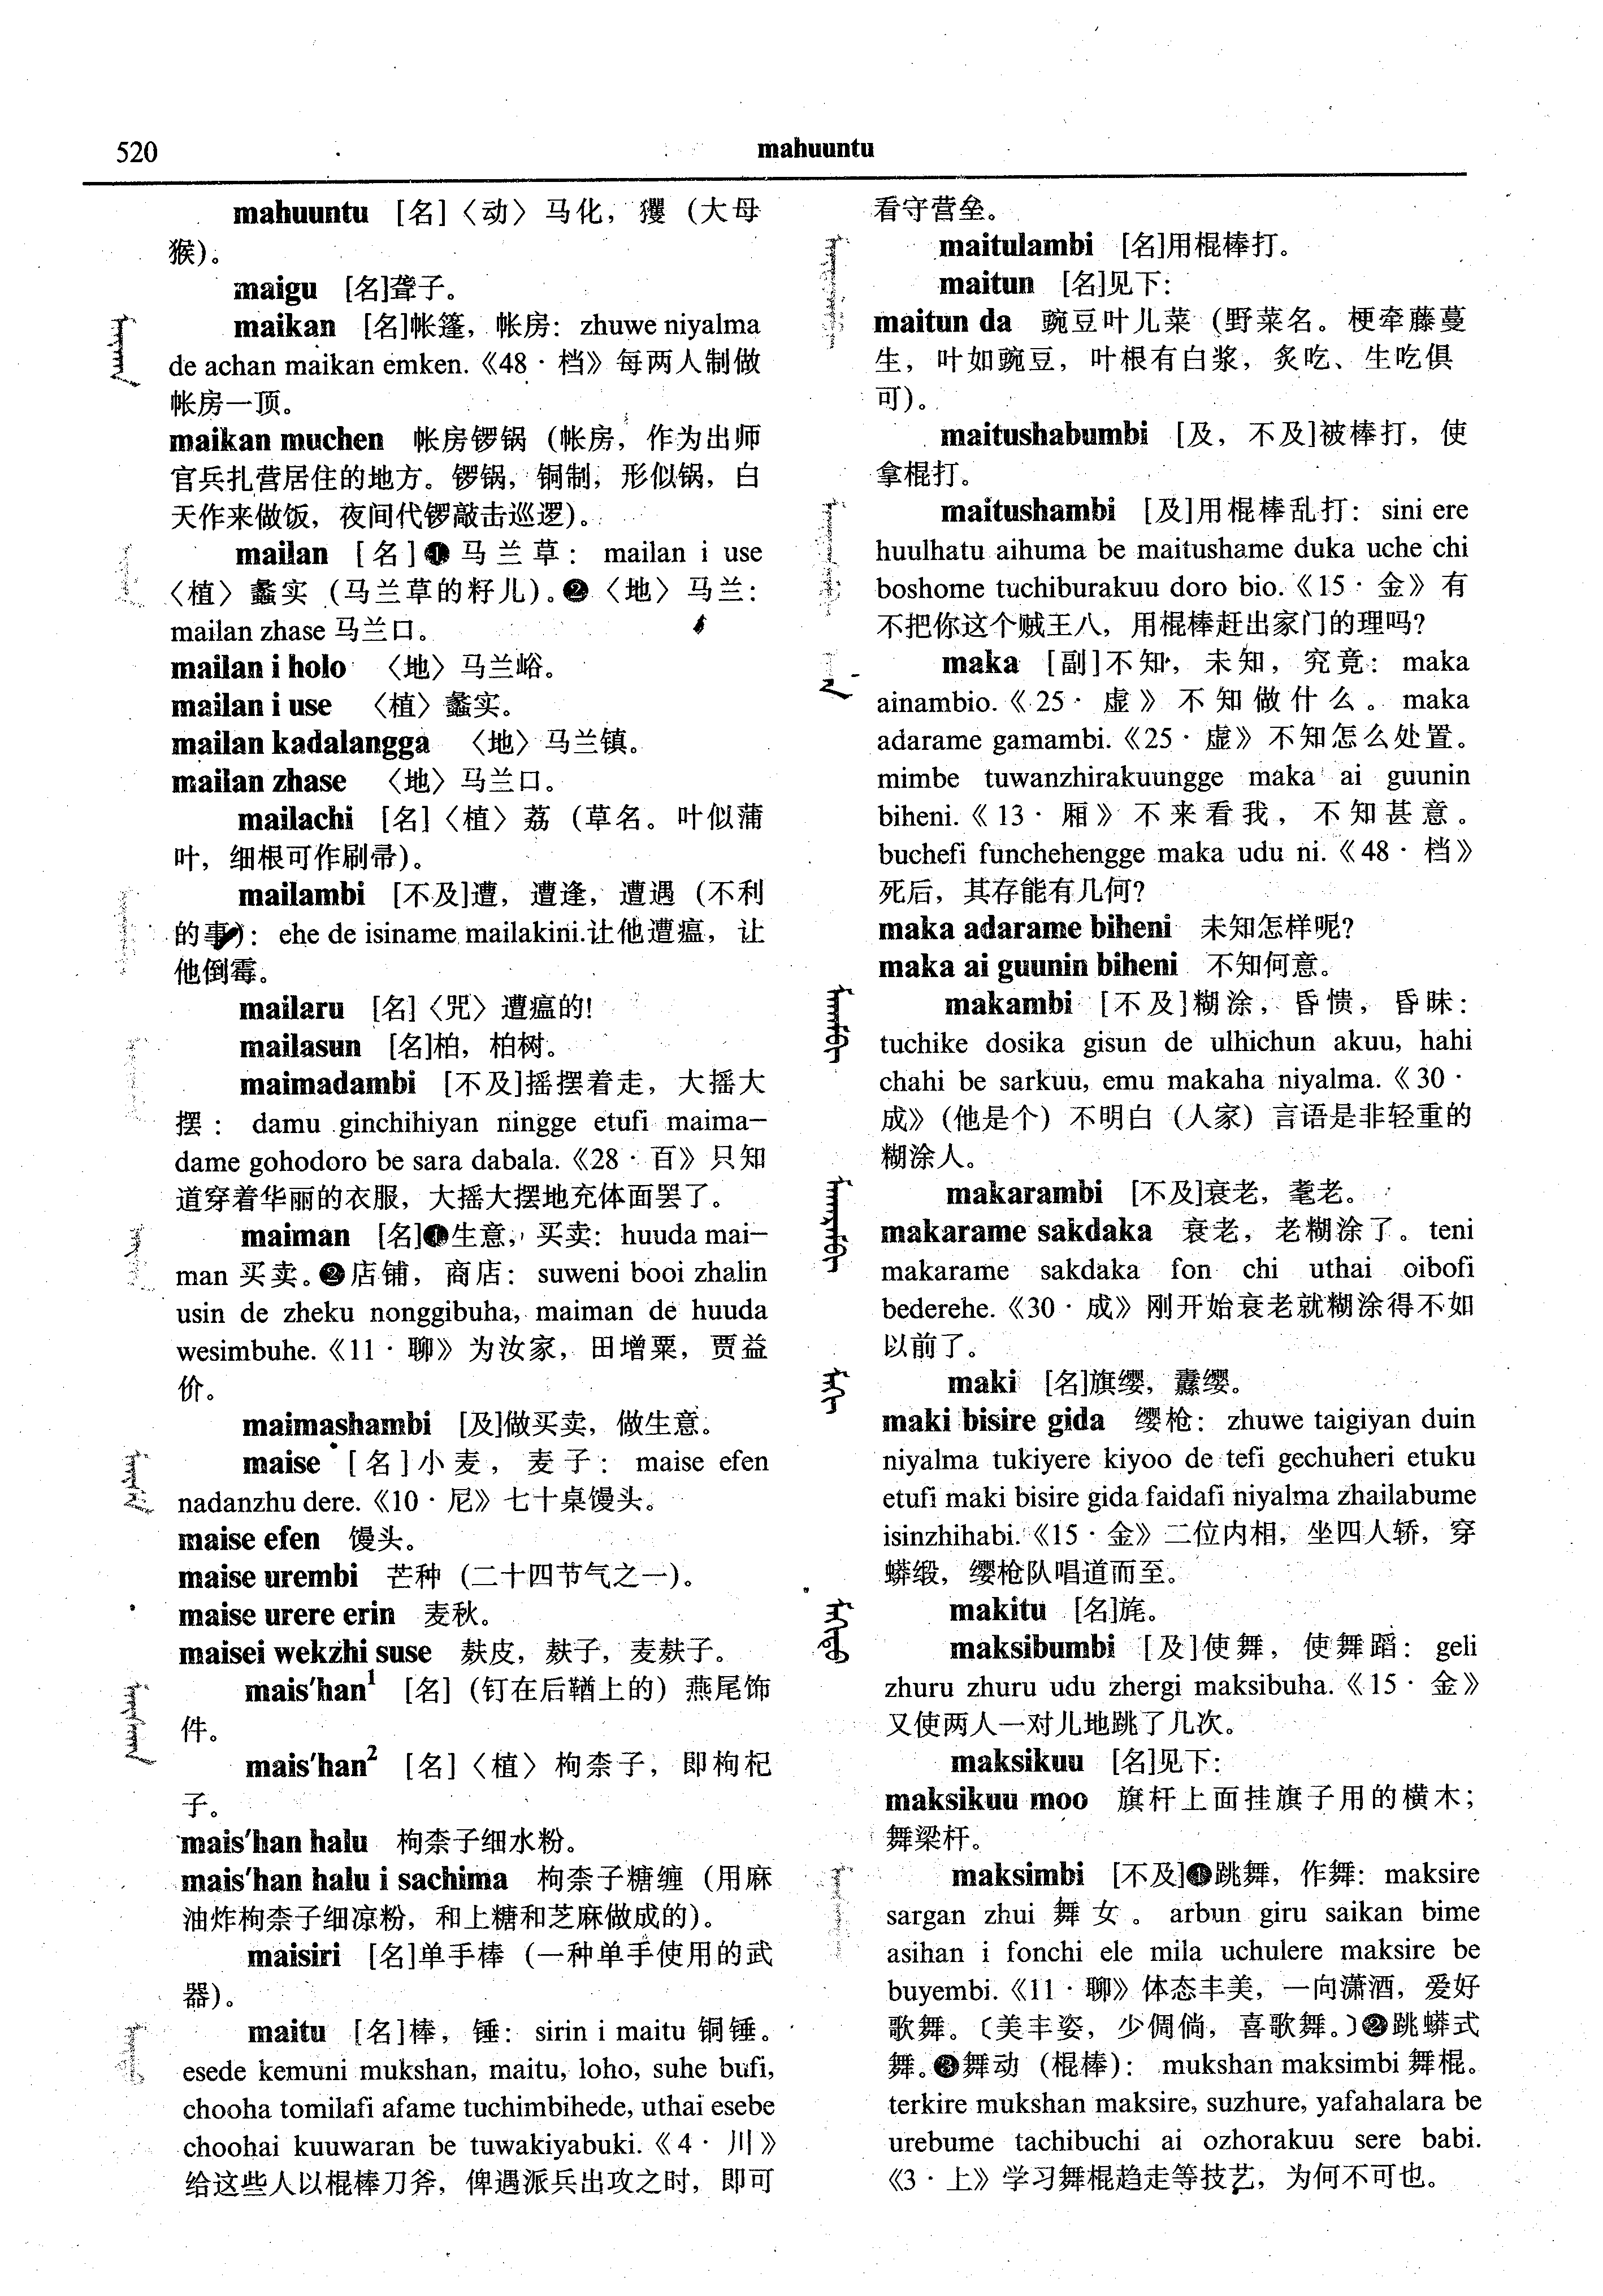 520
mahuuntu
mahuuntu [名]〈动〉马化，玃（大母
猴）。
maigu [名]聋子。
maikan [名]帐篷，帐房：zhuwe niyalma
de achan maikan emken.《48·档》每两人制做
帐房一顶。
maikan muchen 帐房锣锅（帐房，作为出师
官兵扎营居住的地方。锣锅，铜制，形似锅，白
天作来做饭，夜间代锣敲击巡逻）。
mailan [名]❶马兰草：mailan i use
〈植〉蠡实（马兰草的籽儿）。❷〈地〉马兰：
mailan zhase 马兰口。
mailan i holo 〈地〉马兰峪。
mailan i use 〈植〉蠡实。
mailan kadalangga 〈地〉马兰镇。
mailan zhase 〈地〉马兰口。
mailachi [名]〈植〉荔（草名。叶似蒲
叶，细根可作刷帚）。
mailambi [不及]遭，遭逢，遭遇（不利
的事）：ehe de isiname mailakini.让他遭瘟，让
他倒霉。
mailaru [名]〈咒〉遭瘟的！
mailasun [名]柏，柏树。
maimadambi [不及]摇摆着走，大摇大
摆：damu ginchihiyan ningge etufi maima–
dame gohodoro be sara dabala.《28·百》只知
道穿着华丽的衣服，大摇大摆地充体面罢了。
maiman [名]❶生意，买卖：huuda mai–
man 买卖。❷店铺，商店：suweni booi zhalin
usin de zheku nonggibuha, maiman de huuda
wesimbuhe.《11·聊》为汝家，田增粟，贾益
价。
maimashambi [及]做买卖，做生意。
maise [名]小麦，麦子：maise efen
nadanzhu dere.《10·尼》七十桌馒头。
maise efen 馒头。
maise urembi 芒种（二十四节气之一）。
maise urere erin 麦秋。
maisei wekzhi suse 麸皮，麸子，麦麸子。
mais'han¹ [名]（钉在后鞧上的）燕尾饰
件。
mais'han² [名]〈植〉枸柰子，即枸杞
子。
mais'han halu 枸柰子细水粉。
mais'han halu i sachima 枸柰子糖缠（用麻
油炸枸柰子细凉粉，和上糖和芝麻做成的）。
maisiri [名]单手棒（一种单手使用的武
器）。
maitu [名]棒，锤：sirin i maitu 铜锤。
esede kemuni mukshan, maitu, loho, suhe bufi,
chooha tomilafi afame tuchimbihede, uthai esebe
choohai kuuwaran be tuwakiyabuki.《4·川》
给这些人以棍棒刀斧，俾遇派兵出攻之时，即可
看守营垒。
maitulambi [名]用棍棒打。
maitun [名]见下：
maitun da 豌豆叶儿菜（野菜名。梗牵藤蔓
生，叶如豌豆，叶根有白浆，炙吃、生吃俱
可）。
maitushabumbi [及，不及]被棒打，使
拿棍打。
maitushambi [及]用棍棒乱打：sini ere
huulhatu aihuma be maitushame duka uche chi
boshome tuchiburakuu doro bio.《15·金》有
不把你这个贼王八，用棍棒赶出家门的理吗？
maka [副]不知，未知，究竟：maka
ainambio.《25·虚》不知做什么。maka
adarame gamambi.《25·虚》不知怎么处置。
mimbe tuwanzhirakuungge maka ai guunin
biheni.《13·厢》不来看我，不知甚意。
buchefi funchehengge maka udu ni.《48·档》
死后，其存能有几何？
maka adarame biheni 未知怎样呢？
maka ai guunin biheni 不知何意。
makambi [不及]糊涂，昏愦，昏昧：
tuchike dosika gisun de ulhichun akuu, hahi
chahi be sarkuu, emu makaha niyalma.《30·
成》（他是个）不明白（人家）言语是非轻重的
糊涂人。
makarambi [不及]衰老，耄老。
makarame sakdaka 衰老，老糊涂了。teni
makarame sakdaka fon chi uthai oibofi
bederehe.《30·成》刚开始衰老就糊涂得不如
以前了。
maki [名]旗缨，纛缨。
maki bisire gida 缨枪：zhuwe taigiyan duin
niyalma tukiyere kiyoo de tefi gechuheri etuku
etufi maki bisire gida faidafi niyalma zhailabume
isinzhihabi.《15·金》二位内相，坐四人轿，穿
蟒缎，缨枪队唱道而至。
makitu [名]旄。
maksibumbi [及]使舞，使舞蹈：geli
zhuru zhuru udu zhergi maksibuha.《15·金》
又使两人一对儿地跳了几次。
maksikuu [名]见下：
maksikuu moo 旗杆上面挂旗子用的横木；
舞梁杆。
maksimbi [不及]❶跳舞，作舞：maksire
sargan zhui 舞女。arbun giru saikan bime
asihan i fonchi ele mila uchulere maksire be
buyembi.《11·聊》体态丰美，一向潇洒，爱好
歌舞。〔美丰姿，少倜倘，喜歌舞。〕❷跳蟒式
舞。❸舞动（棍棒）：mukshan maksimbi 舞棍。
terkire mukshan maksire, suzhure, yafahalara be
urebume tachibuchi ai ozhorakuu sere babi.
《3·上》学习舞棍趋走等技艺，为何不可也。